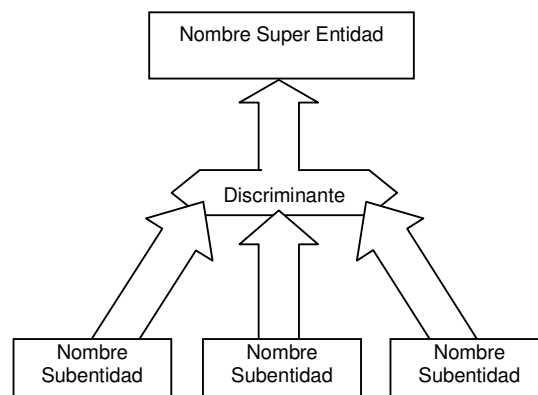 Nombre Super Entidad
Discriminante
Nombre
Subentidad
Nombre
Subentidad
Nombre
Subentidad